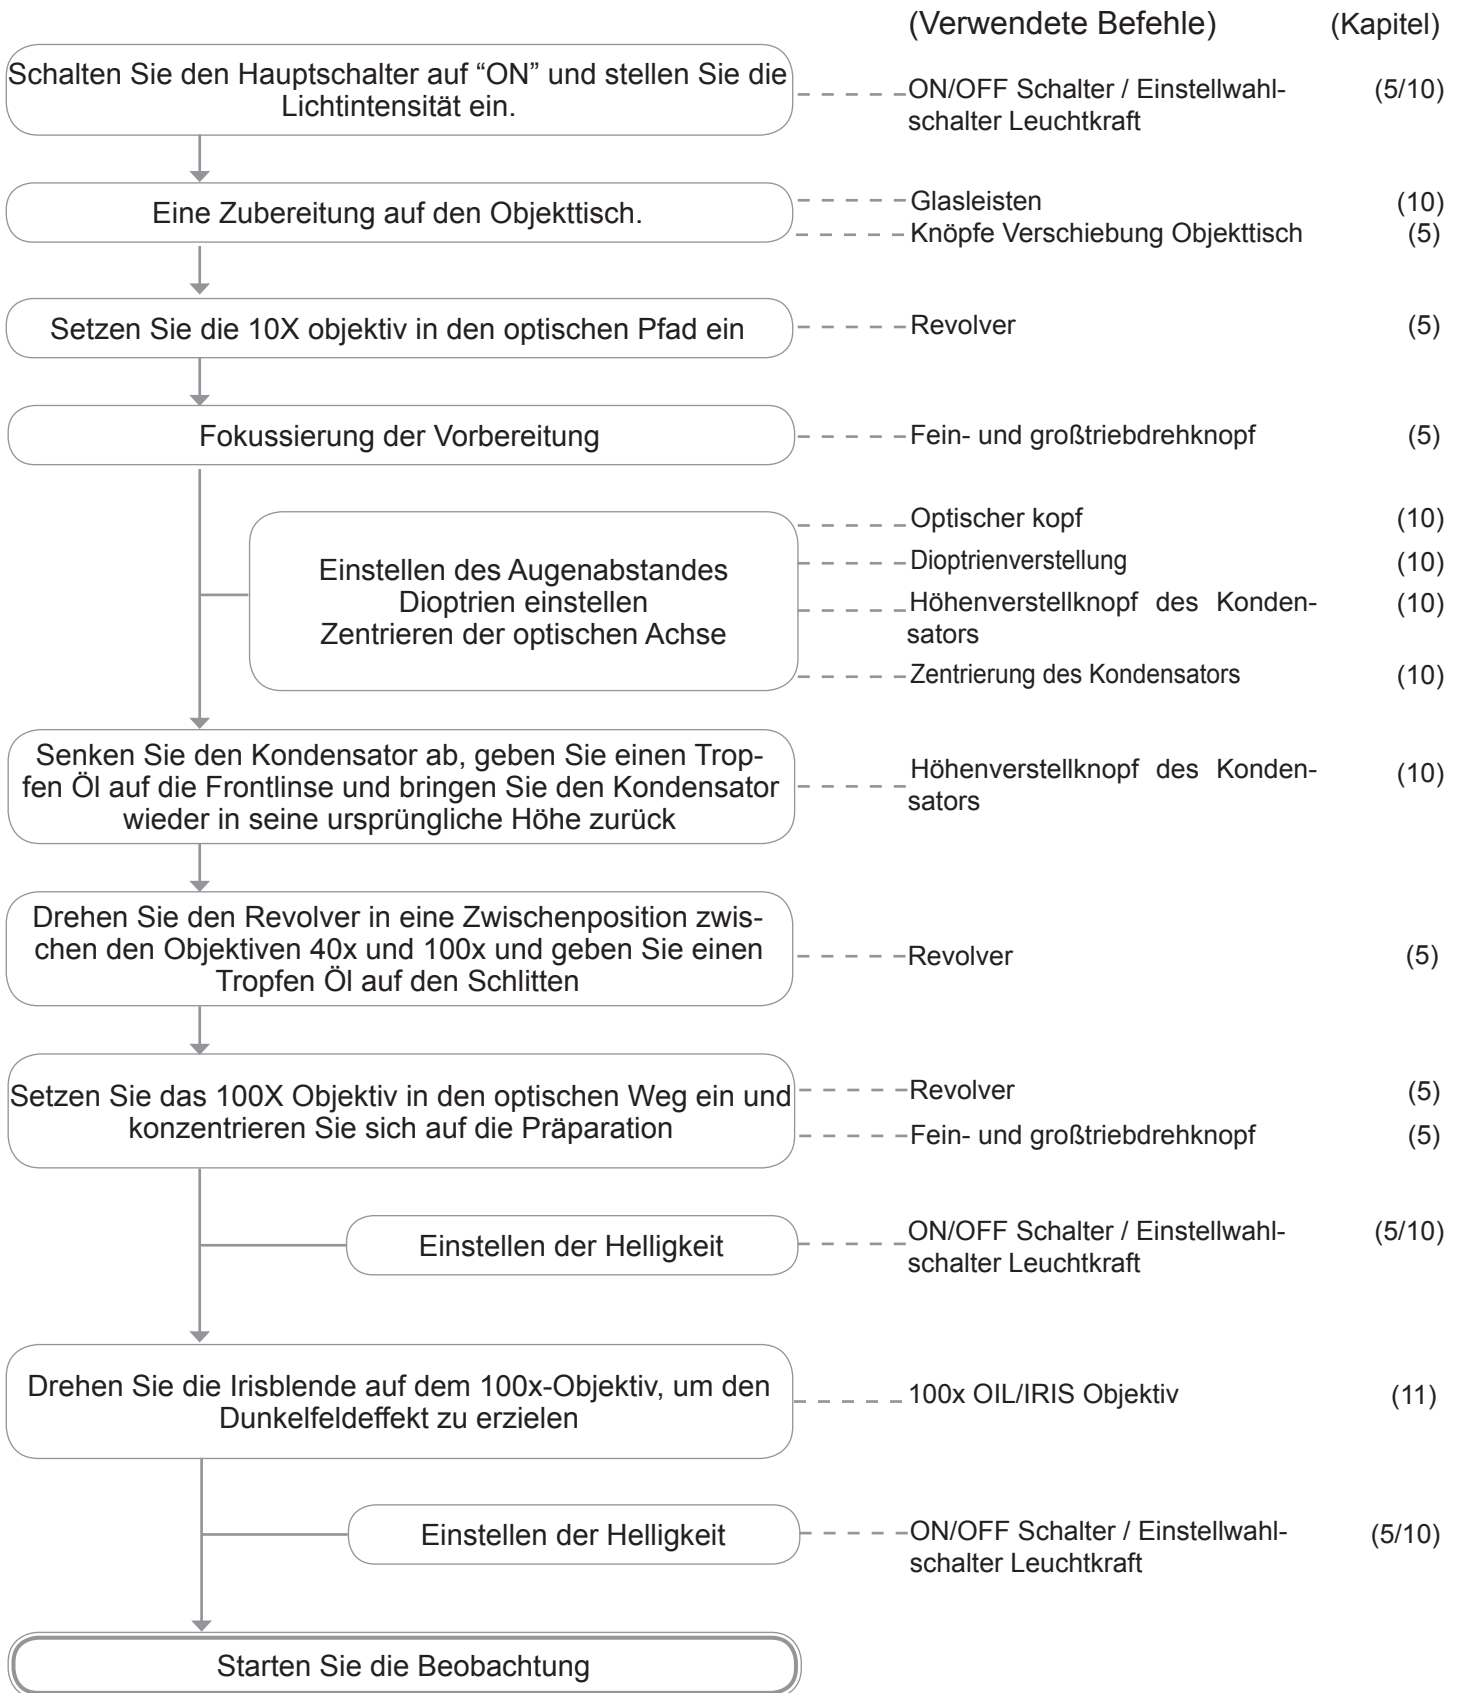 (Verwendete Befehle) (Kapitel)
Schalten Sie den Hauptschalter auf “ON” und stellen Sie die
Lichtintensität ein.
ON/OFF Schalter / Einstellwahl-
schalter Leuchtkraft
(5/10)
Eine Zubereitung auf den Objekttisch.
Glasleisten (10)
Knöpfe Verschiebung Objekttisch (5)
Setzen Sie die 10X objektiv in den optischen Pfad ein
Revolver (5)
Fokussierung der Vorbereitung
Fein- und großtriebdrehknopf (5)
Einstellen des Augenabstandes
Dioptrien einstellen
Zentrieren der optischen Achse
Optischer kopf (10)
Dioptrienverstellung (10)
Höhenverstellknopf des Konden- (10)
sators
Zentrierung des Kondensators (10)
Senken Sie den Kondensator ab, geben Sie einen Trop-
fen Öl auf die Frontlinse und bringen Sie den Kondensator
wieder in seine ursprüngliche Höhe zurück
Höhenverstellknopf des Konden- (10)
sators
Drehen Sie den Revolver in eine Zwischenposition zwis-
chen den Objektiven 40x und 100x und geben Sie einen
Tropfen Öl auf den Schlitten
Revolver (5)
Setzen Sie das 100X Objektiv in den optischen Weg ein und
konzentrieren Sie sich auf die Präparation
Revolver (5)
Fein- und großtriebdrehknopf (5)
Einstellen der Helligkeit
ON/OFF Schalter / Einstellwahl- (5/10)
schalter Leuchtkraft
Drehen Sie die Irisblende auf dem 100x-Objektiv, um den
Dunkelfeldeffekt zu erzielen
100x OIL/IRIS Objektiv (11)
Einstellen der Helligkeit
ON/OFF Schalter / Einstellwahl- (5/10)
schalter Leuchtkraft
Starten Sie die Beobachtung